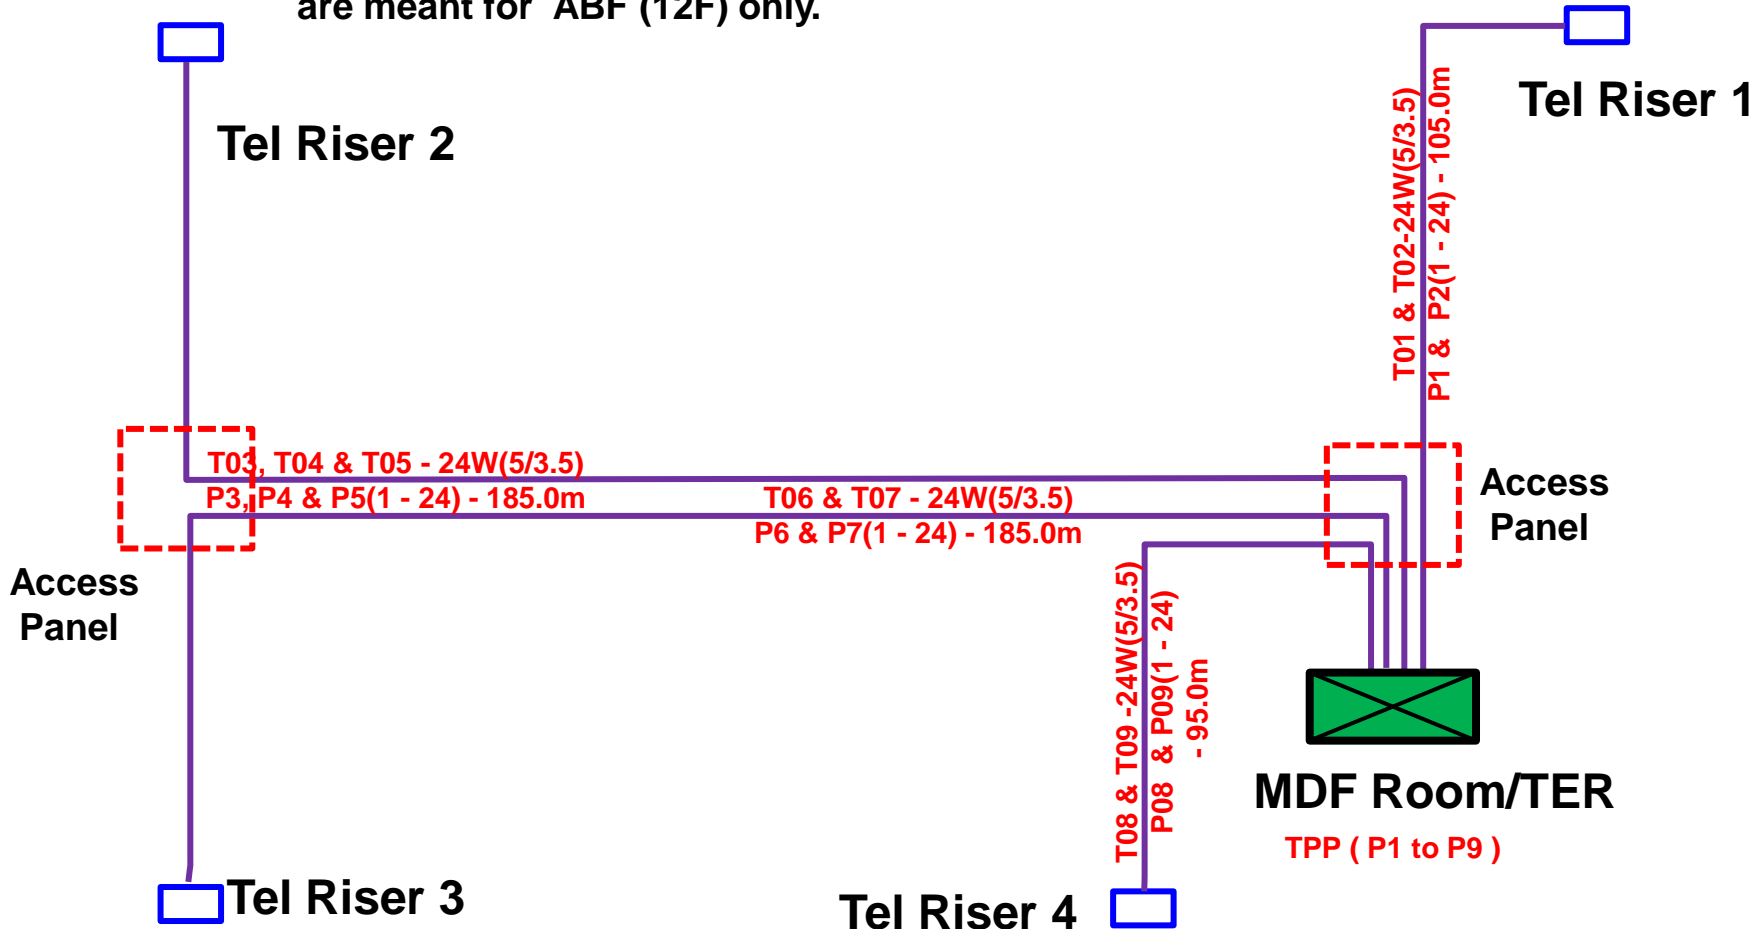 are meant for ABF (12F) only.
Tel Riser 1
Tel Riser 2
T01 & T02-24W(5/3.5)
P1 & P2(1 - 24) - 105.0m
T03, T04 & T05 - 24W(5/3.5)
P3, P4 & P5(1 - 24) - 185.0m
T06 & T07 - 24W(5/3.5)
P6 & P7(1 - 24) - 185.0m
Access
Panel
Access
Panel
T08 & T09 -24W(5/3.5)
P08 & P09(1 - 24)
- 95.0m
MDF Room/TER
TPP ( P1 to P9 )
Tel Riser 3
Tel Riser 4